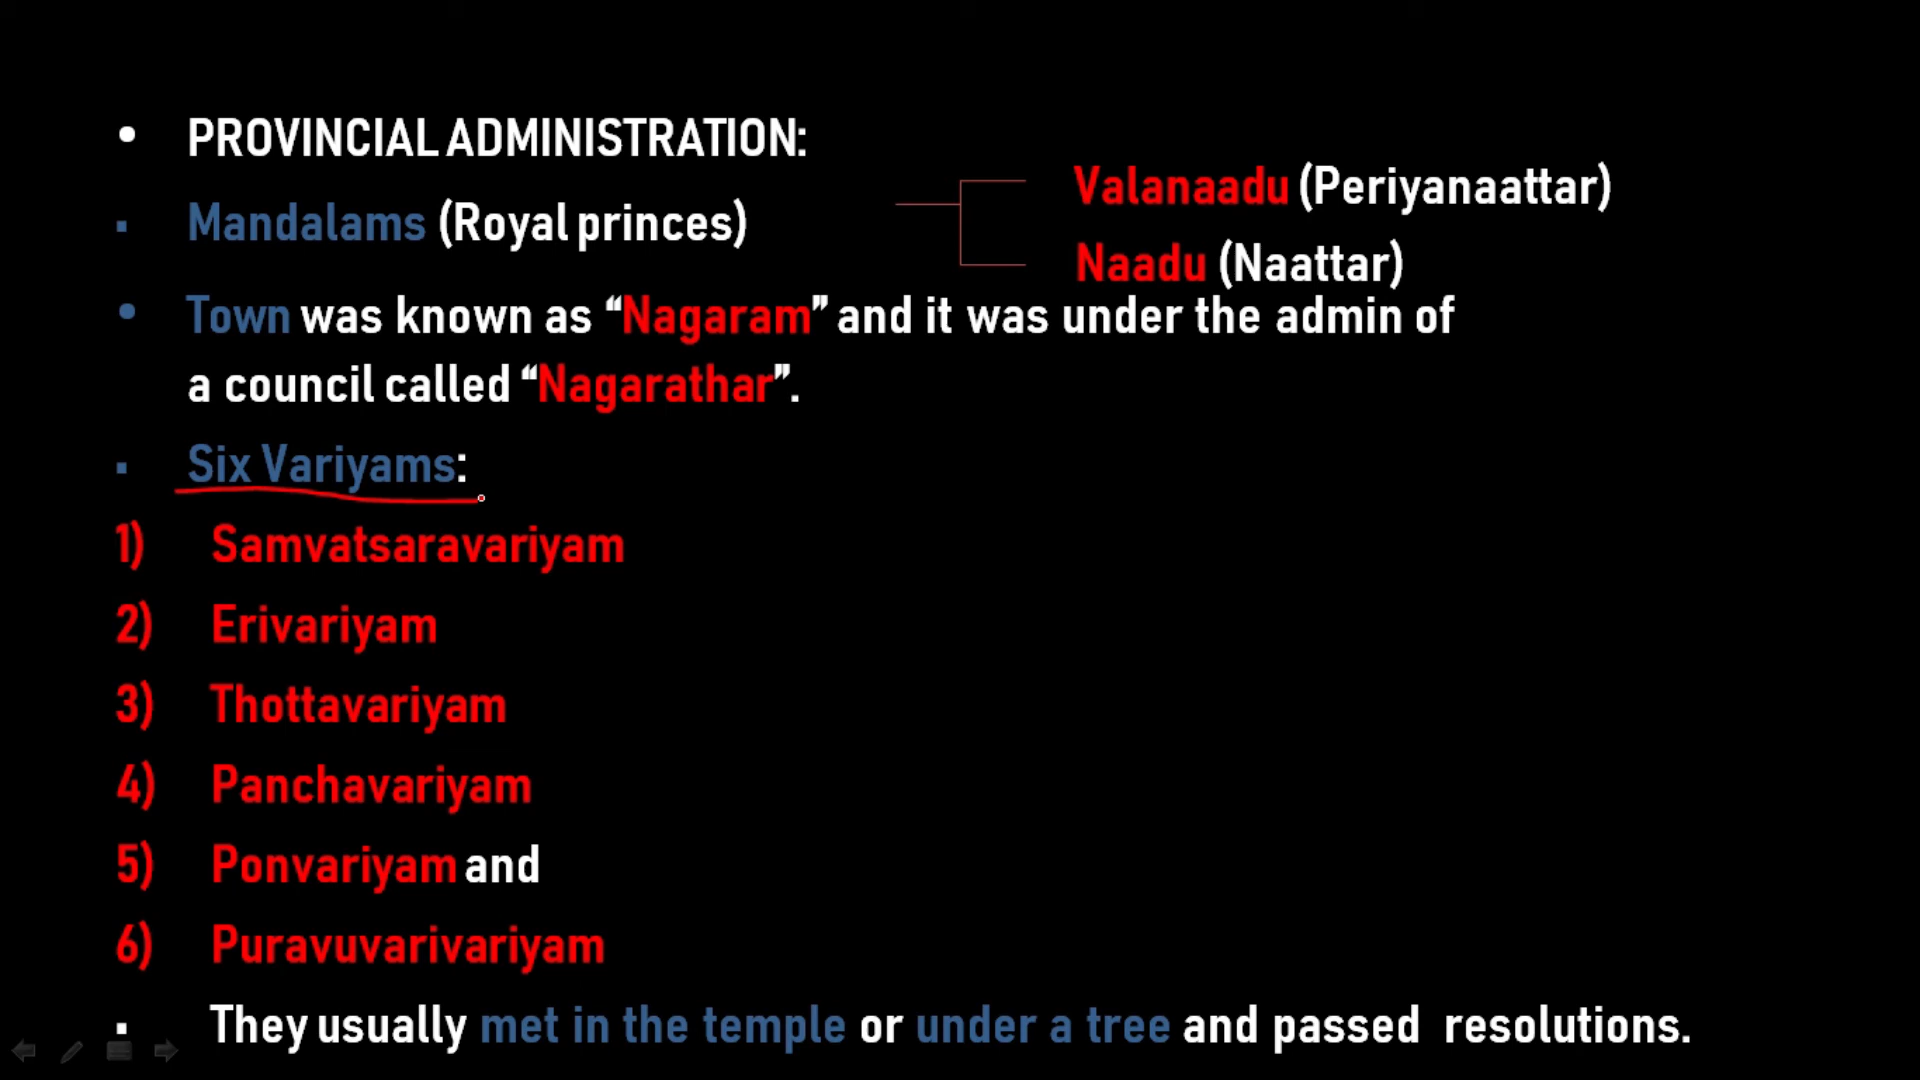 • PROVINCIAL ADMINISTRATION:
▪ Mandalams (Royal princes)
Valanaadu (Periyanaattar)
Naadu (Naattar)
• Town was known as “Nagaram” and it was under the admin of
a council called “Nagarathar”.
▪ Six Variyams:
1) Samvatsaravariyam
2) Erivariyam
3) Thottavariyam
4) Panchavariyam
5) Ponvariyam and
6) Puravuvarivariyam
▪ They usually met in the temple or under a tree and passed resolutions.